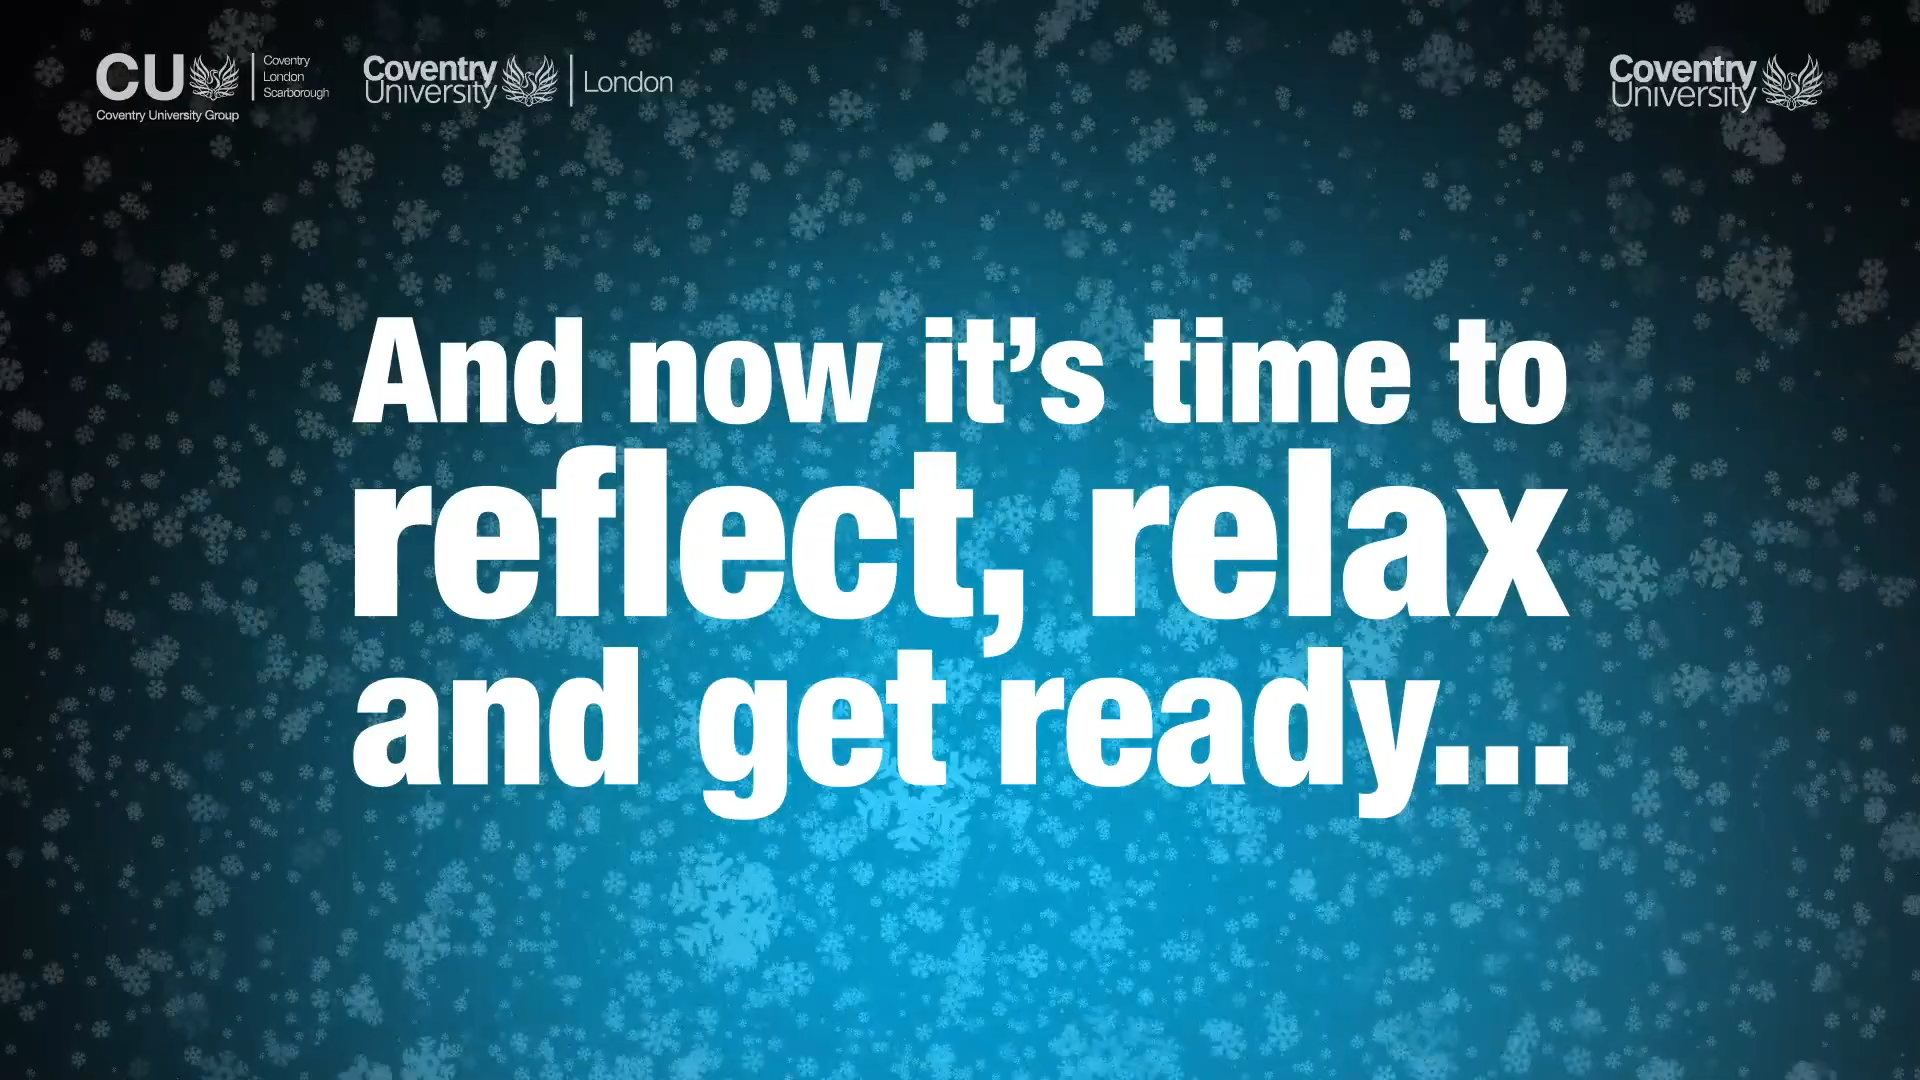 CU
Coventry
London
Scarborough
Coventry University Group
Coventry
University
London
Coventry
University
And now it’s time to
reflect, relax
and get ready...